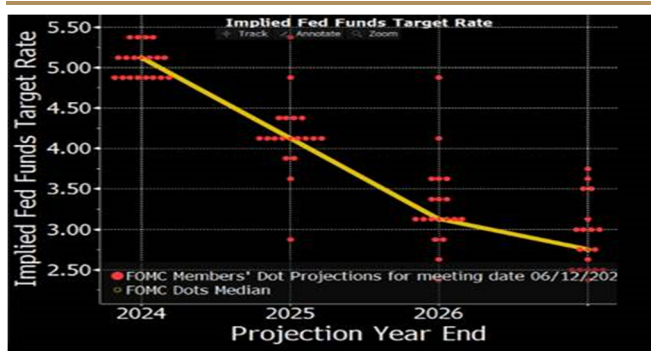 Implied Fed Funds Target Rate
Track Annotate Zoom
Implied Fed Funds Target Rate
5.50
5.00
4.50
4.00
3.50
3.00
2.50
FOMC Members' Dot Projections for meeting date 06/12/202
FOMC Dots Median
2024
2025
2026
Projection Year End